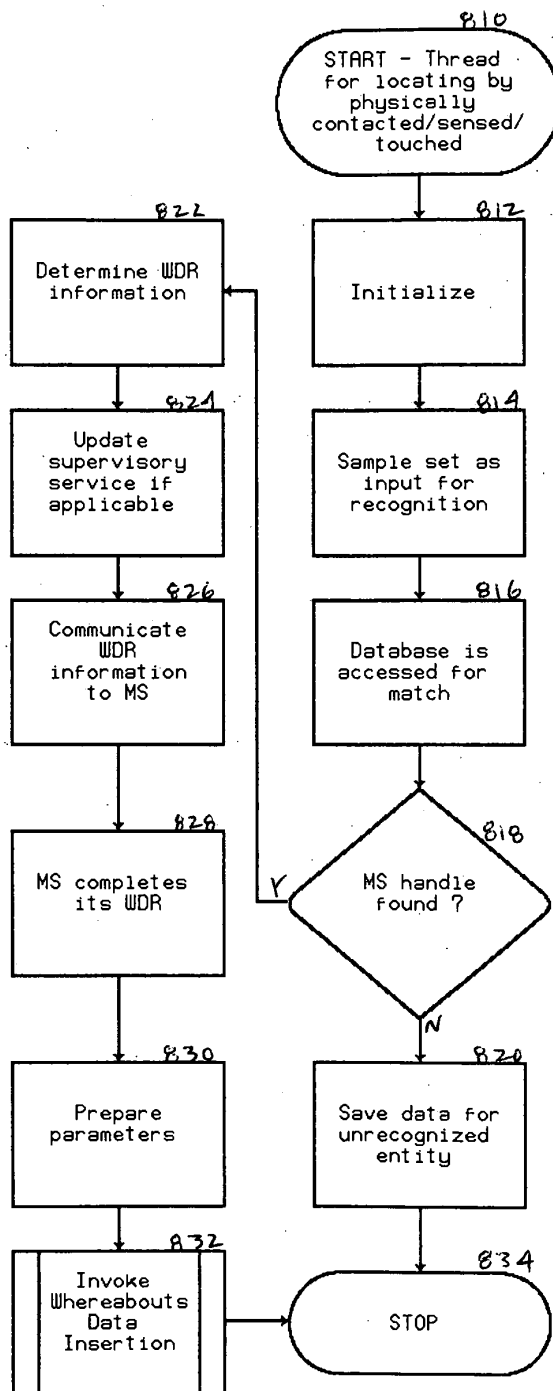 810
START - Thread
for locating by
physically
contacted/sensed/
touched
812
Initialize
814
Sample set as
input for
recognition
816
Database is
accessed for
match
818
MS handle
found ?
Y
N
820
Save data for
unrecognized
entity
834
STOP
822
Determine WDR
information
824
Update
supervisory
service if
applicable
826
Communicate
WDR
information
to MS
828
MS completes
its WDR
830
Prepare
parameters
832
Invoke
Whereabouts
Data
Insertion